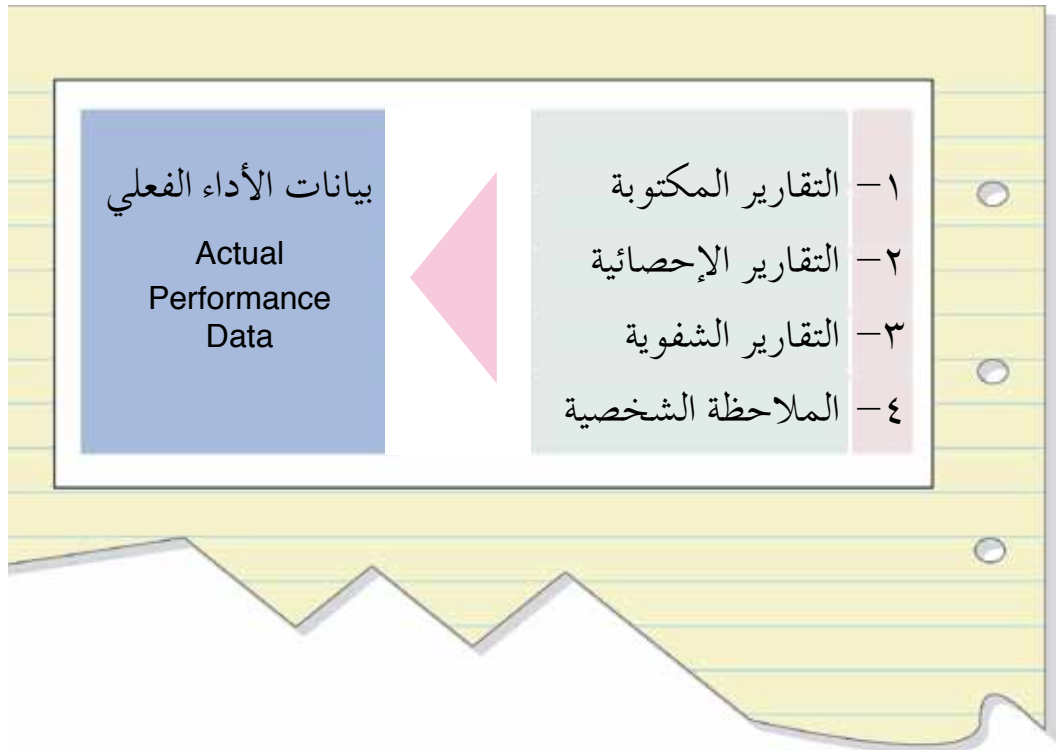 ١– التقارير المكتوبة
٢– التقارير الإحصائية
٣– التقارير الشفوية
٤– الملاحظة الشخصية
بيانات الأداء الفعلي
Actual
Performance
Data